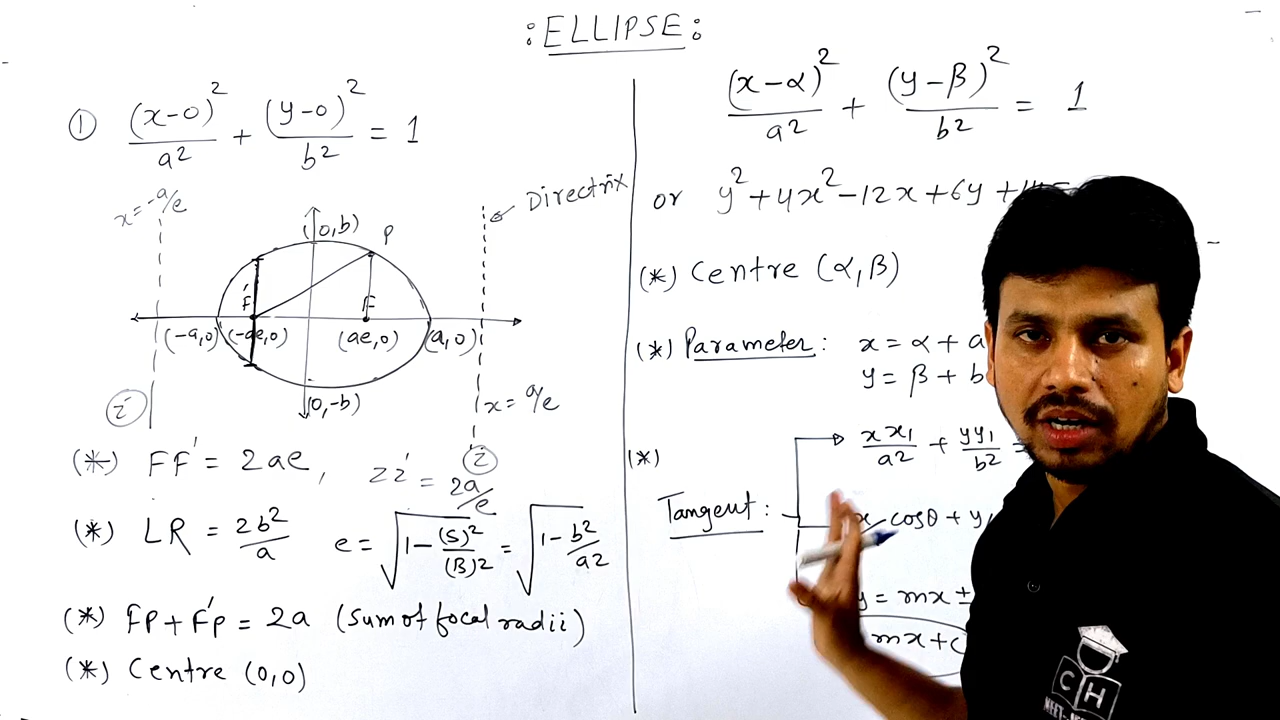 : ELLIPSE :
① (x-0)²/a² + (y-0)²/b² = 1
x = -a/e
Directrix
(0,b)
P
F'
F
(-a,0) (-ae,0) (ae,0) (a,0)
(0,-b)
x = a/e
z'
z
(*) FF' = 2ae, ZZ' = 2a/e
(*) LR = 2b²/a e = √(1-(S)²/(B)²) = √(1-b²/a²)
(*) FP + F'P = 2a (Sum of focal radii)
(*) Centre (0,0)
(x-α)²/a² + (y-β)²/b² = 1
or y² + 4x² - 12x + 6y +
(*) Centre (α,β)
(*) Parameter: x = α + a
y = β + b
(*) Tangent:
xx₁/a² + yy₁/b² =
x cosθ + y
y = mx ±
mx + c
CH